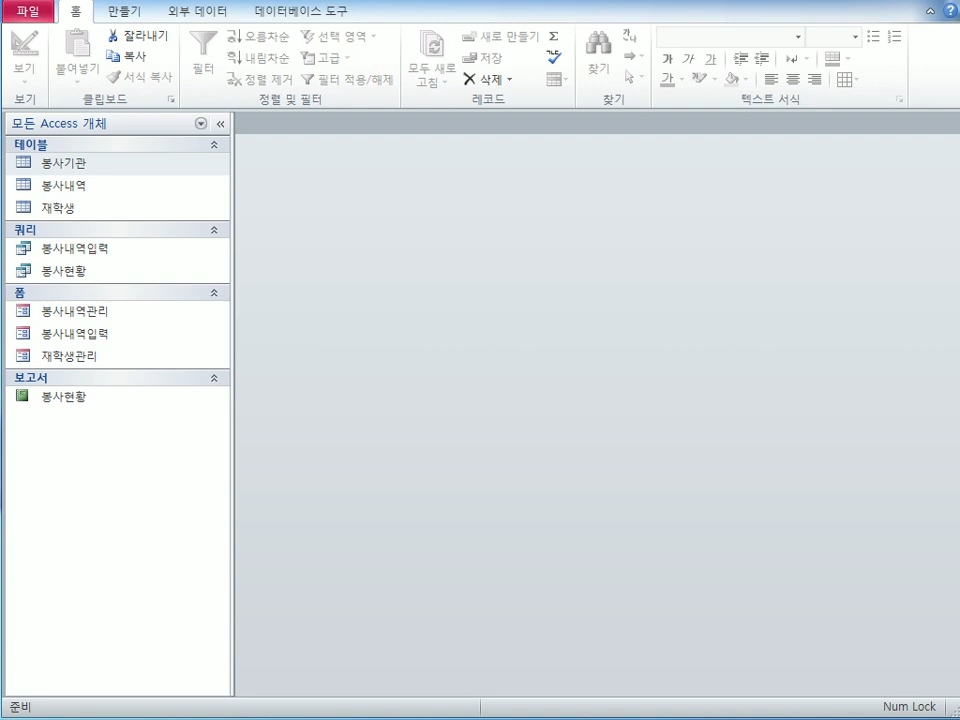 파일 홈 만들기 외부 데이터 데이터베이스 도구
보기
보기
붙여넣기
잘라내기
복사
서식 복사
클립보드
필터
오름차순
내림차순
정렬 제거
선택 영역
고급
필터 적용/해제
정렬 및 필터
모두 새로
고침
새로 만들기
저장
삭제
Σ
레코드
찾기
찾기
가 가 가
가
텍스트 서식
모든 Access 개체 «
테이블
봉사기관
봉사내역
재학생
쿼리
봉사내역입력
봉사현황
폼
봉사내역관리
봉사내역입력
재학생관리
보고서
봉사현황
준비 Num Lock